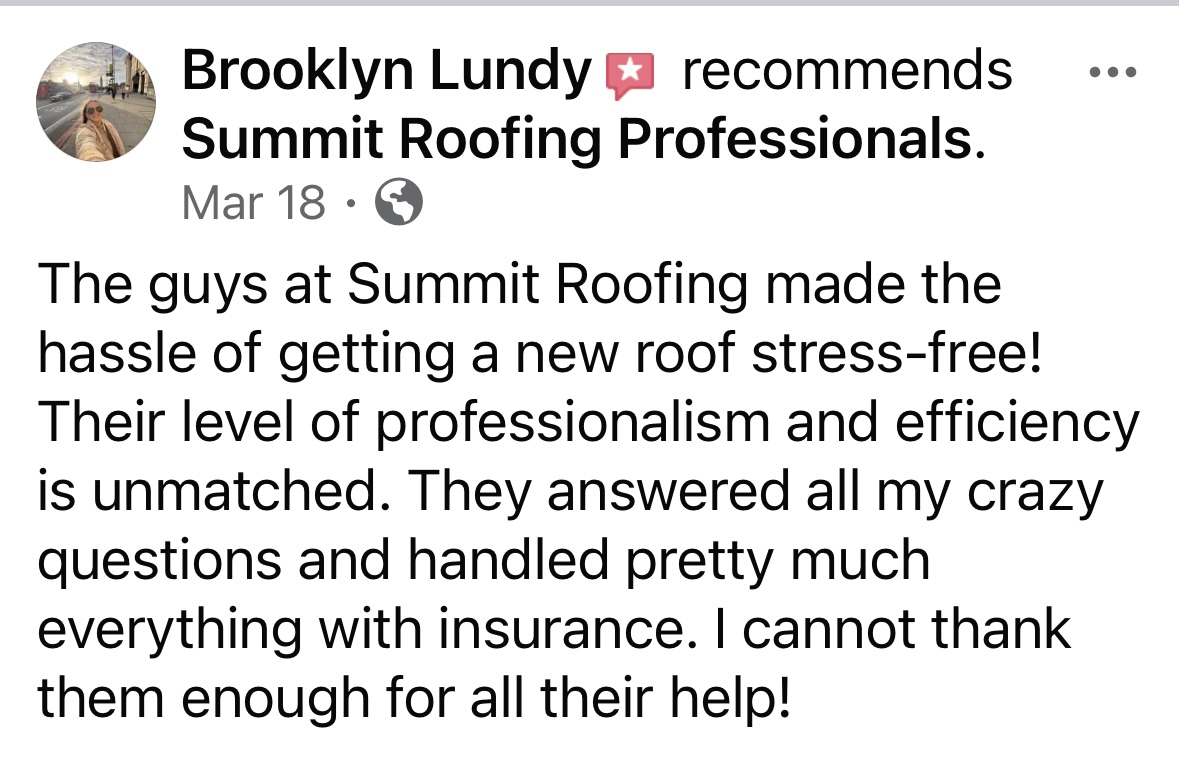 Brooklyn Lundy recommends
Summit Roofing Professionals.
Mar 18 ·
The guys at Summit Roofing made the
hassle of getting a new roof stress-free!
Their level of professionalism and efficiency
is unmatched. They answered all my crazy
questions and handled pretty much
everything with insurance. I cannot thank
them enough for all their help!